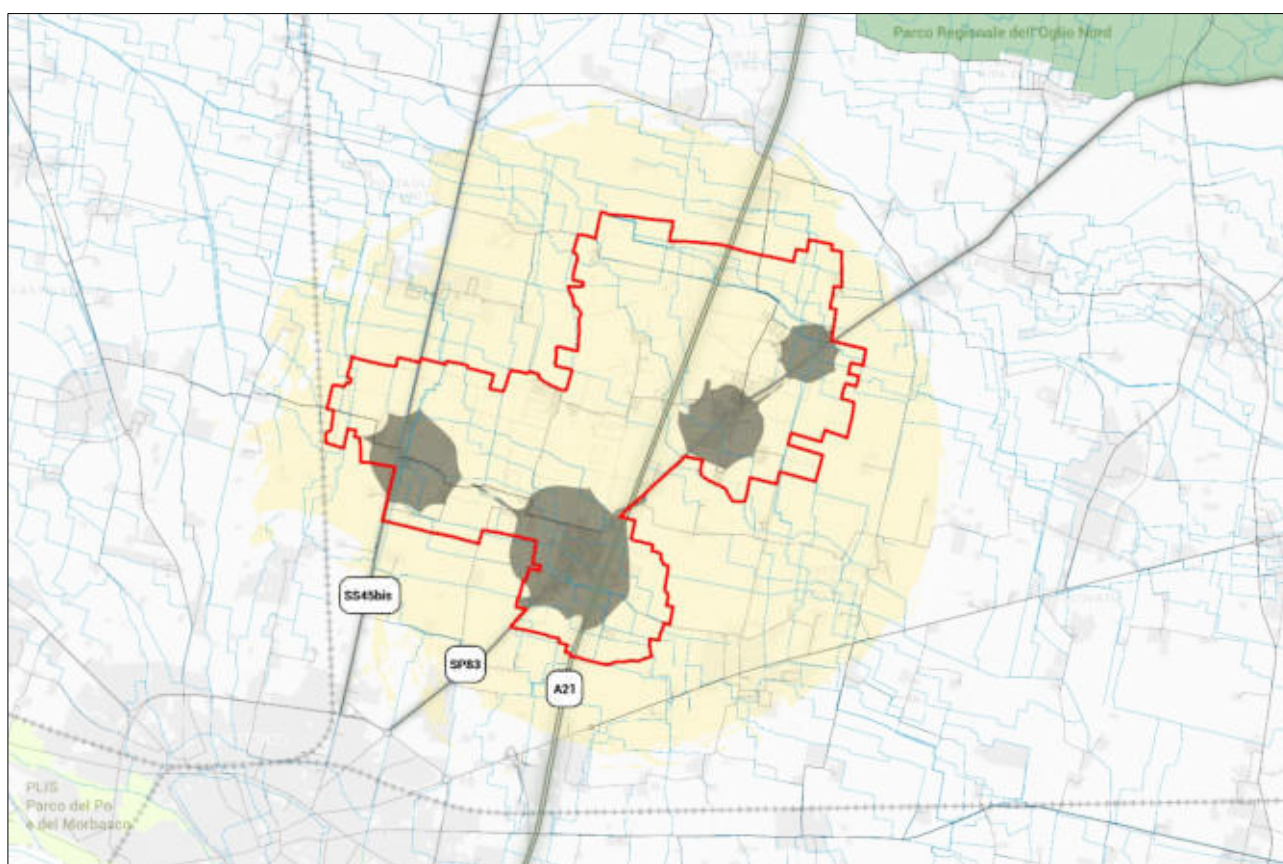 Parco Regionale dell'Oglio Nord
SS45bis
SP83
A21
PLIS
Parco del Po
e del Morbasco